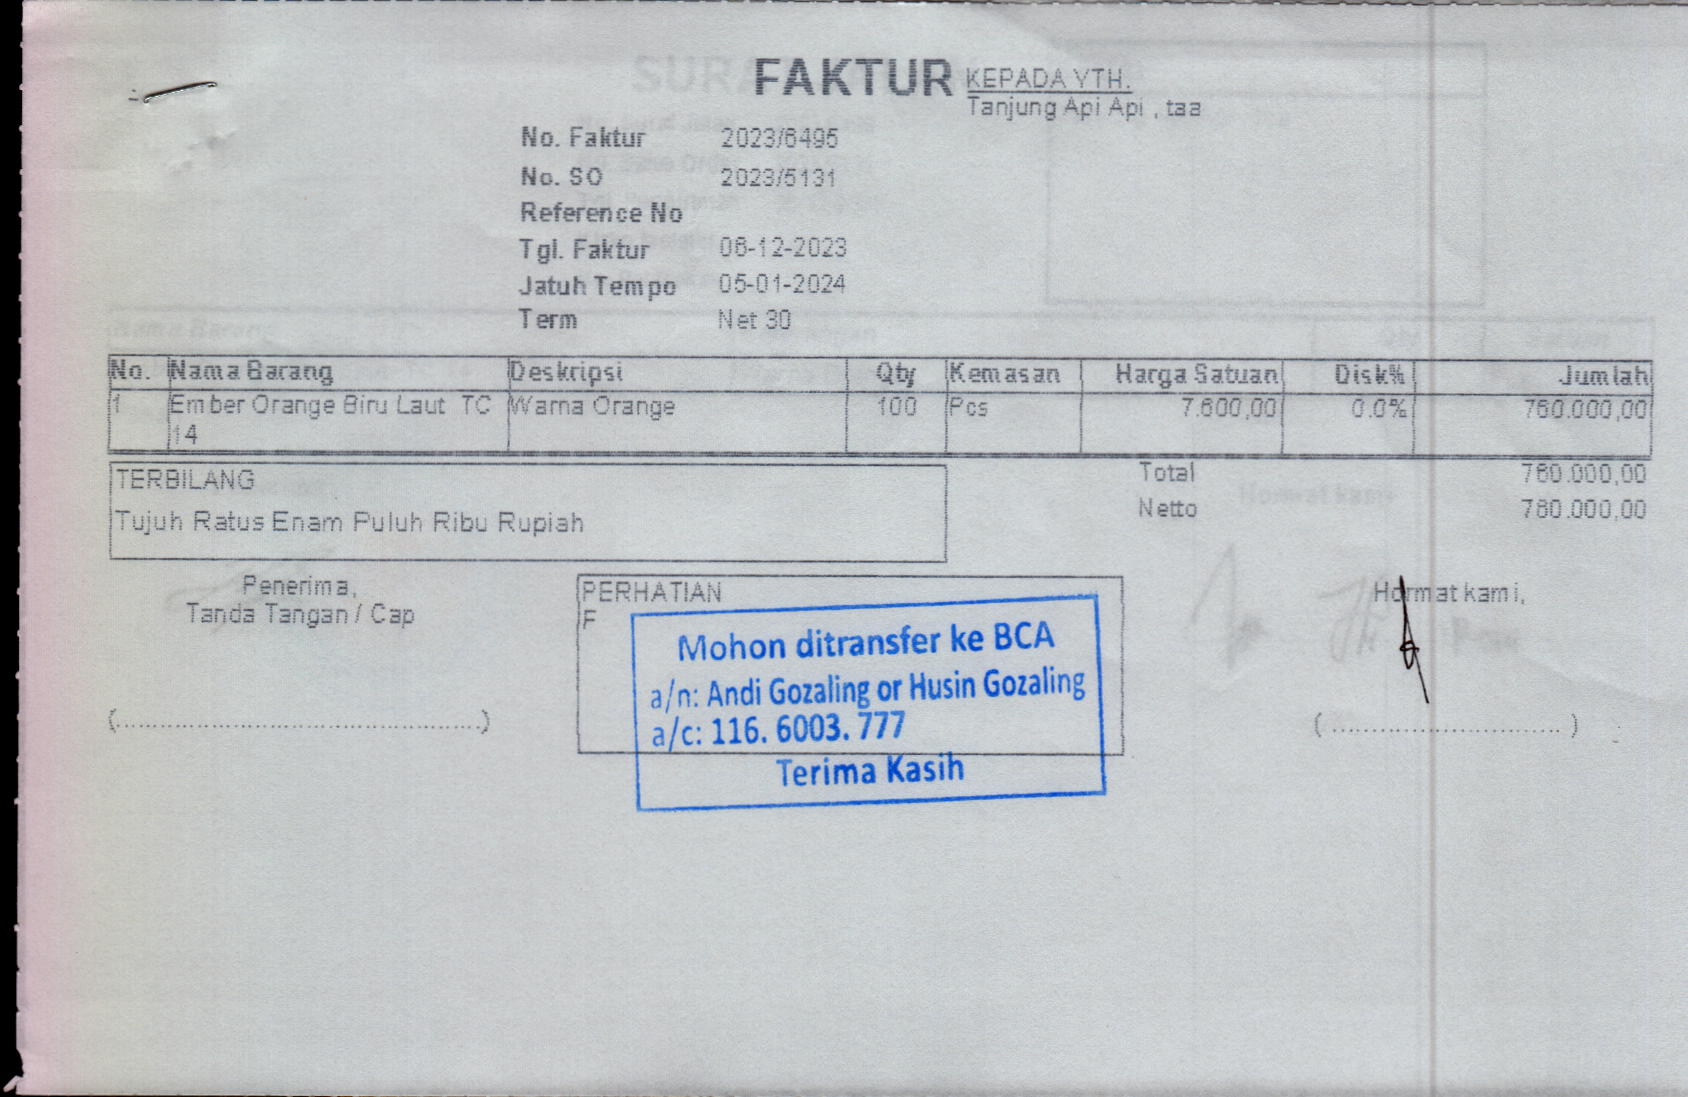 FAKTUR
KEPADA YTH.
Tanjung Api Api , taa
No. Faktur 2023/6495
No. SO 2023/5131
Reference No
Tgl. Faktur 06-12-2023
Jatuh Tempo 05-01-2024
Term Net 30
No. Nama Barang Deskripsi Qty Kemasan Harga Satuan Disk% Jumlah
1 Ember Orange Biru Laut TC Warna Orange 100 Pcs 7.600,00 0.0% 760.000,00
14
TERBILANG Total 760.000,00
Tujuh Ratus Enam Puluh Ribu Rupiah Netto 760.000,00
Penerima,
Tanda Tangan / Cap
PERHATIAN
F
Mohon ditransfer ke BCA
a/n: Andi Gozaling or Husin Gozaling
a/c: 116. 6003. 777
Terima Kasih
Hormat kami,
(................................................)
(.............................)